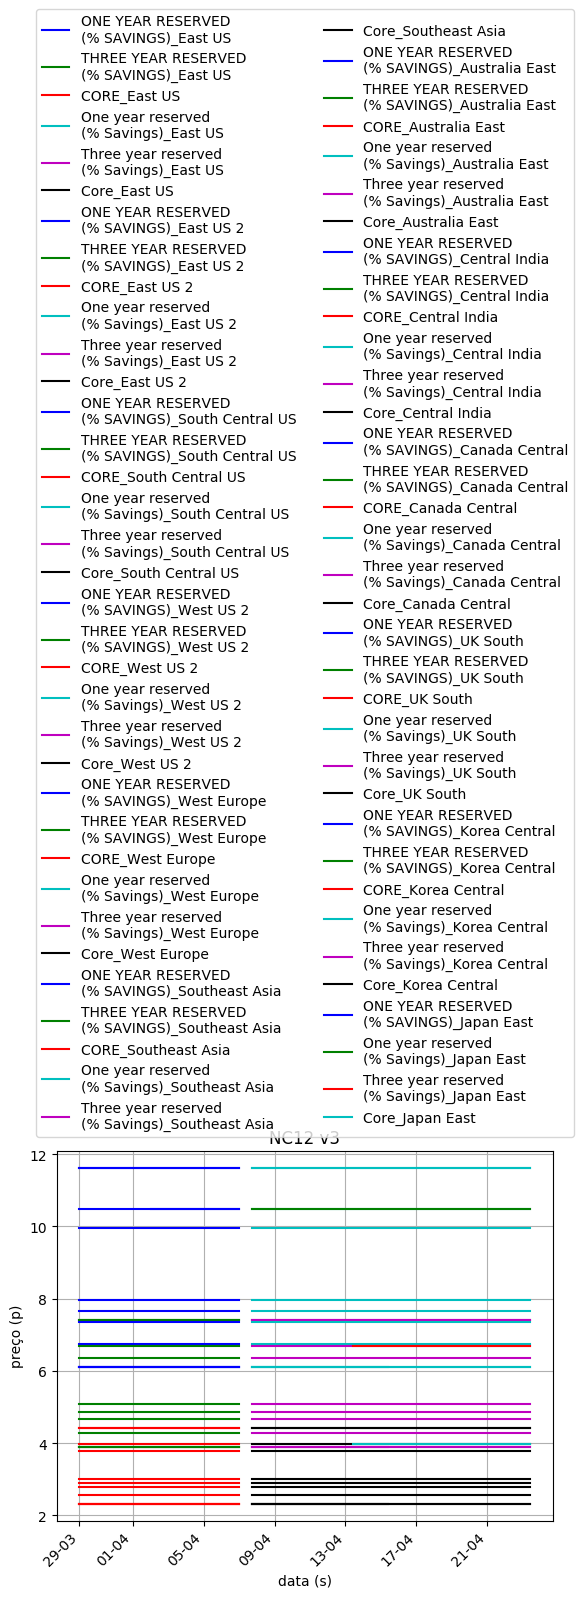 ONE YEAR RESERVED
(% SAVINGS)_East US
THREE YEAR RESERVED
(% SAVINGS)_East US
CORE_East US
One year reserved
(% Savings)_East US
Three year reserved
(% Savings)_East US
Core_East US
ONE YEAR RESERVED
(% SAVINGS)_East US 2
THREE YEAR RESERVED
(% SAVINGS)_East US 2
CORE_East US 2
One year reserved
(% Savings)_East US 2
Three year reserved
(% Savings)_East US 2
Core_East US 2
ONE YEAR RESERVED
(% SAVINGS)_South Central US
THREE YEAR RESERVED
(% SAVINGS)_South Central US
CORE_South Central US
One year reserved
(% Savings)_South Central US
Three year reserved
(% Savings)_South Central US
Core_South Central US
ONE YEAR RESERVED
(% SAVINGS)_West US 2
THREE YEAR RESERVED
(% SAVINGS)_West US 2
CORE_West US 2
One year reserved
(% Savings)_West US 2
Three year reserved
(% Savings)_West US 2
Core_West US 2
ONE YEAR RESERVED
(% SAVINGS)_West Europe
THREE YEAR RESERVED
(% SAVINGS)_West Europe
CORE_West Europe
One year reserved
(% Savings)_West Europe
Three year reserved
(% Savings)_West Europe
Core_West Europe
ONE YEAR RESERVED
(% SAVINGS)_Southeast Asia
THREE YEAR RESERVED
(% SAVINGS)_Southeast Asia
CORE_Southeast Asia
One year reserved
(% Savings)_Southeast Asia
Three year reserved
(% Savings)_Southeast Asia
Core_Southeast Asia
ONE YEAR RESERVED
(% SAVINGS)_Australia East
THREE YEAR RESERVED
(% SAVINGS)_Australia East
CORE_Australia East
One year reserved
(% Savings)_Australia East
Three year reserved
(% Savings)_Australia East
Core_Australia East
ONE YEAR RESERVED
(% SAVINGS)_Central India
THREE YEAR RESERVED
(% SAVINGS)_Central India
CORE_Central India
One year reserved
(% Savings)_Central India
Three year reserved
(% Savings)_Central India
Core_Central India
ONE YEAR RESERVED
(% SAVINGS)_Canada Central
THREE YEAR RESERVED
(% SAVINGS)_Canada Central
CORE_Canada Central
One year reserved
(% Savings)_Canada Central
Three year reserved
(% Savings)_Canada Central
Core_Canada Central
ONE YEAR RESERVED
(% SAVINGS)_UK South
THREE YEAR RESERVED
(% SAVINGS)_UK South
CORE_UK South
One year reserved
(% Savings)_UK South
Three year reserved
(% Savings)_UK South
Core_UK South
ONE YEAR RESERVED
(% SAVINGS)_Korea Central
THREE YEAR RESERVED
(% SAVINGS)_Korea Central
CORE_Korea Central
One year reserved
(% Savings)_Korea Central
Three year reserved
(% Savings)_Korea Central
Core_Korea Central
ONE YEAR RESERVED
(% SAVINGS)_Japan East
One year reserved
(% Savings)_Japan East
Three year reserved
(% Savings)_Japan East
Core_Japan East
NC12 v3
12
10
8
6
4
2
preço (p)
29-03
01-04
05-04
09-04
13-04
17-04
21-04
data (s)